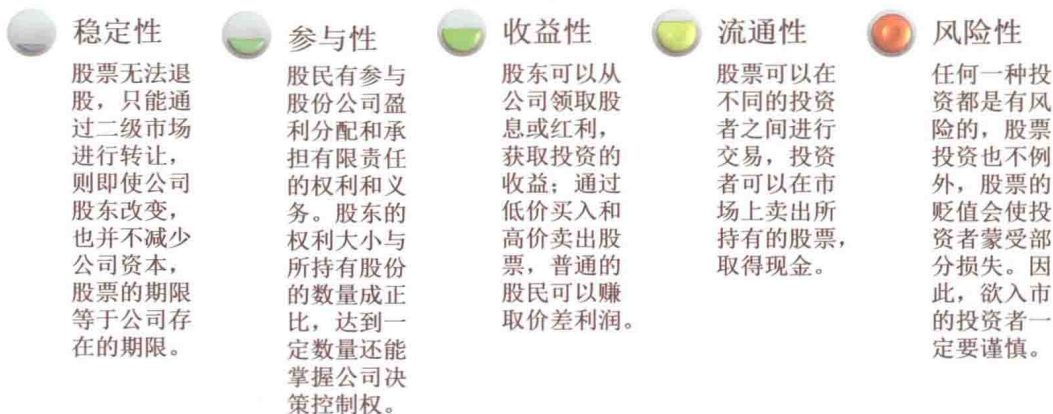 稳定性
股票无法退
股，只能通
过二级市场
进行转让，
则即使公司
股东改变，
也并不减少
公司资本，
股票的期限
等于公司存
在的期限。
参与性
股民有参与
股份公司盈
利分配和承
担有限责任
的权利和义
务。股东的
权利大小与
所持有股份
的数量成正
比，达到一
定数量还能
掌握公司决
策控制权。
收益性
股东可以从
公司领取股
息或红利，
获取投资的
收益；通过
低价买入和
高价卖出股
票，普通的
股民可以赚
取价差利润。
流通性
股票可以在
不同的投资
者之间进行
交易，投资
者可以在市
场上卖出所
持有的股票，
取得现金。
风险性
任何一种投
资都是有风
险的，股票
投资也不例
外，股票的
贬值会使投
资者蒙受部
分损失。因
此，欲入市
的投资者一
定要谨慎。